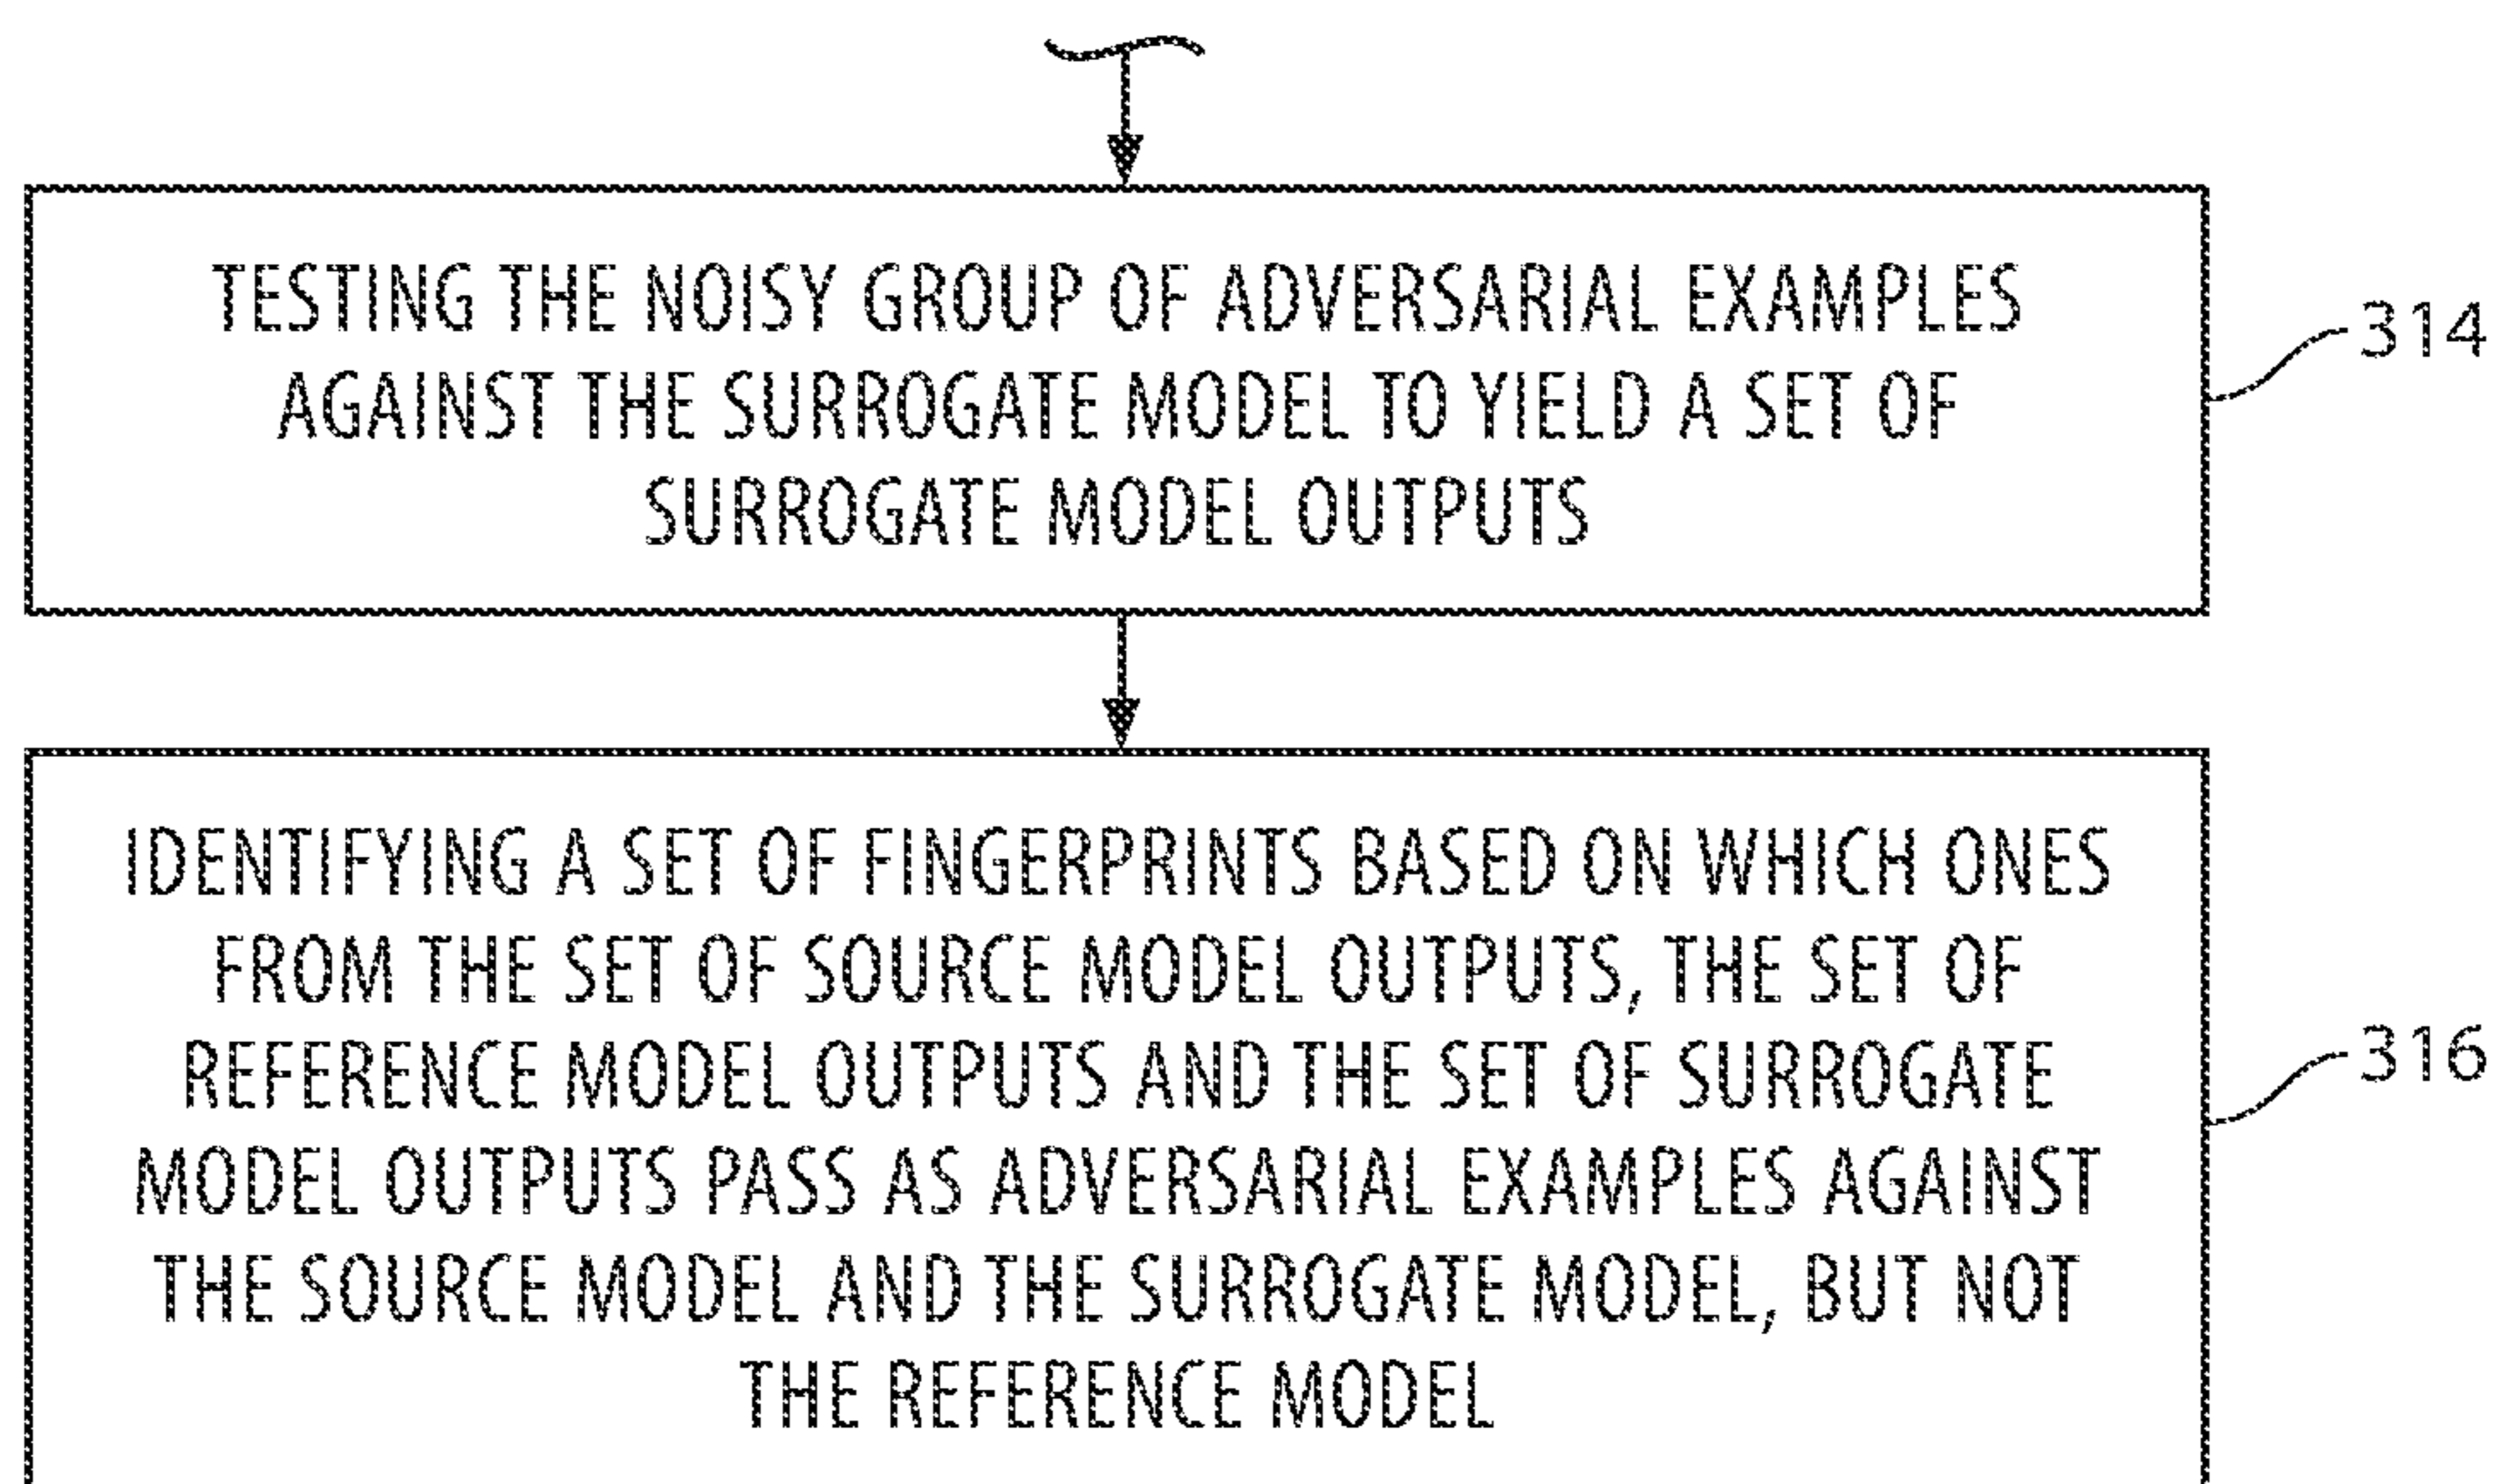 TESTING THE NOISY GROUP OF ADVERSARIAL EXAMPLES
AGAINST THE SURROGATE MODEL TO YIELD A SET OF
SURROGATE MODEL OUTPUTS
314
IDENTIFYING A SET OF FINGERPRINTS BASED ON WHICH ONES
FROM THE SET OF SOURCE MODEL OUTPUTS, THE SET OF
REFERENCE MODEL OUTPUTS AND THE SET OF SURROGATE
MODEL OUTPUTS PASS AS ADVERSARIAL EXAMPLES AGAINST
THE SOURCE MODEL AND THE SURROGATE MODEL, BUT NOT
THE REFERENCE MODEL
316